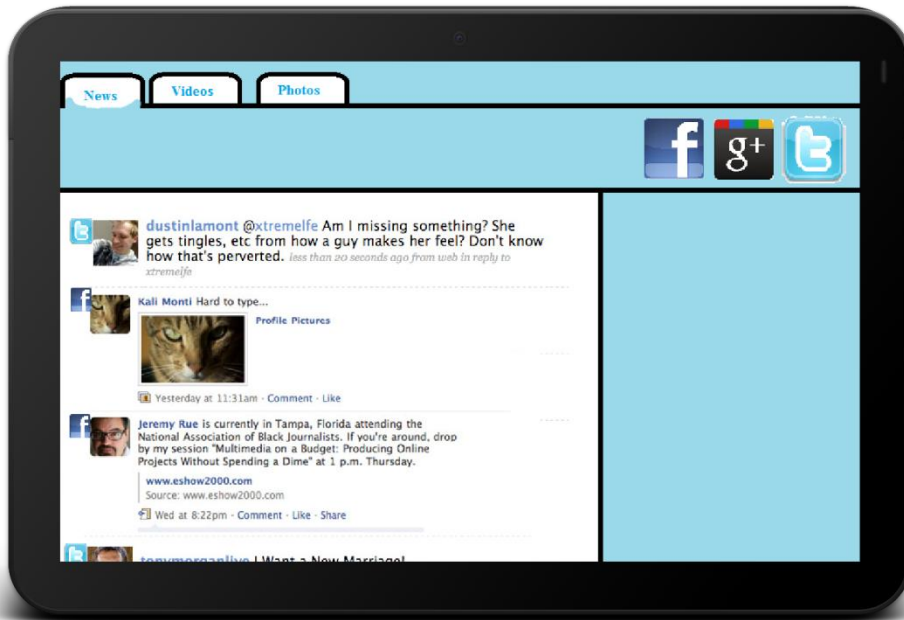 News
Videos
Photos
f
g+
t
dustinlamont @xtremelfe Am I missing something? She
gets tingles, etc from how a guy makes her feel? Don't know
how that's perverted. less than 20 seconds ago from web in reply to
xtremelfe
Kali Monti Hard to type...
Profile Pictures
Yesterday at 11:31am · Comment · Like
Jeremy Rue is currently in Tampa, Florida attending the
National Association of Black Journalists. If you're around, drop
by my session "Multimedia on a Budget: Producing Online
Projects Without Spending a Dime" at 1 p.m. Thursday.
www.eshow2000.com
Source: www.eshow2000.com
Wed at 8:22pm · Comment · Like · Share
tonymorganlive I Want a New Marriage!